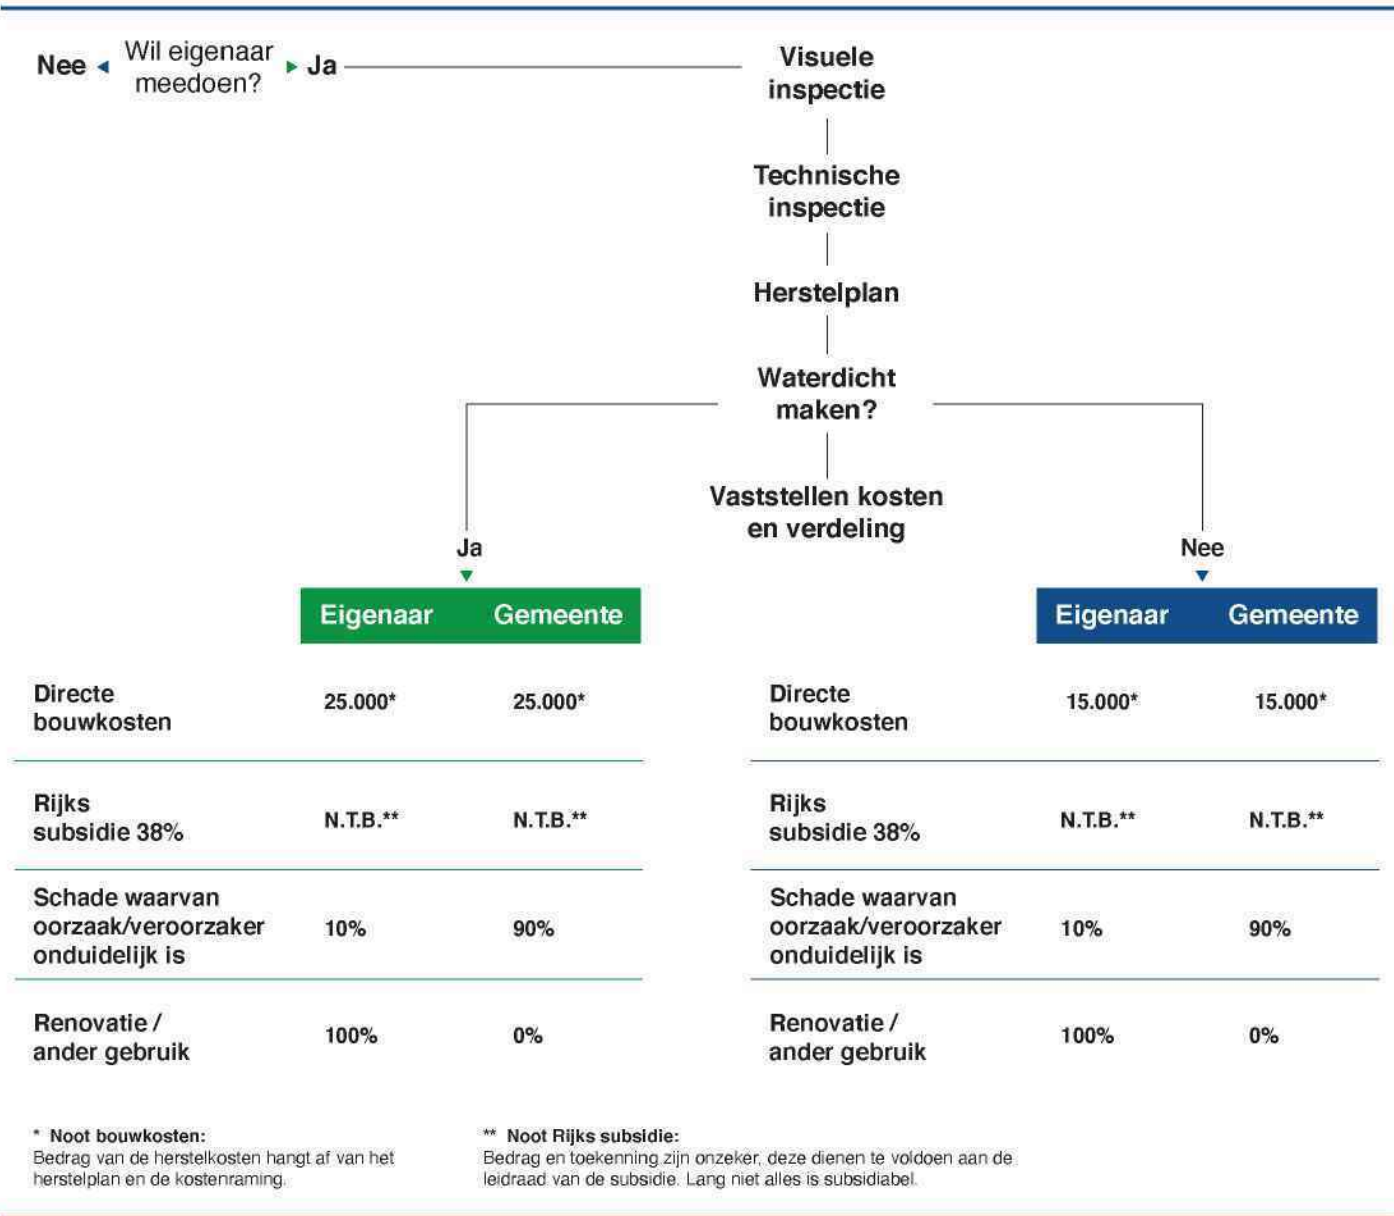 Nee
Wil eigenaar
meedoen?
Ja
Visuele
inspectie
Technische
inspectie
Herstelplan
Waterdicht
maken?
Vaststellen kosten
en verdeling
Ja
Eigenaar Gemeente
Directe
bouwkosten
25.000* 25.000*
Rijks
subsidie 38%
N.T.B.** N.T.B.**
Schade waarvan
oorzaak/veroorzaker
onduidelijk is
10% 90%
Renovatie /
ander gebruik
100% 0%
Nee
Eigenaar Gemeente
Directe
bouwkosten
15.000* 15.000*
Rijks
subsidie 38%
N.T.B.** N.T.B.**
Schade waarvan
oorzaak/veroorzaker
onduidelijk is
10% 90%
Renovatie /
ander gebruik
100% 0%
* Noot bouwkosten:
Bedrag van de herstelkosten hangt af van het
herstelplan en de kostenraming.
** Noot Rijks subsidie:
Bedrag en toekenning zijn onzeker, deze dienen te voldoen aan de
leidraad van de subsidie. Lang niet alles is subsidiabel.